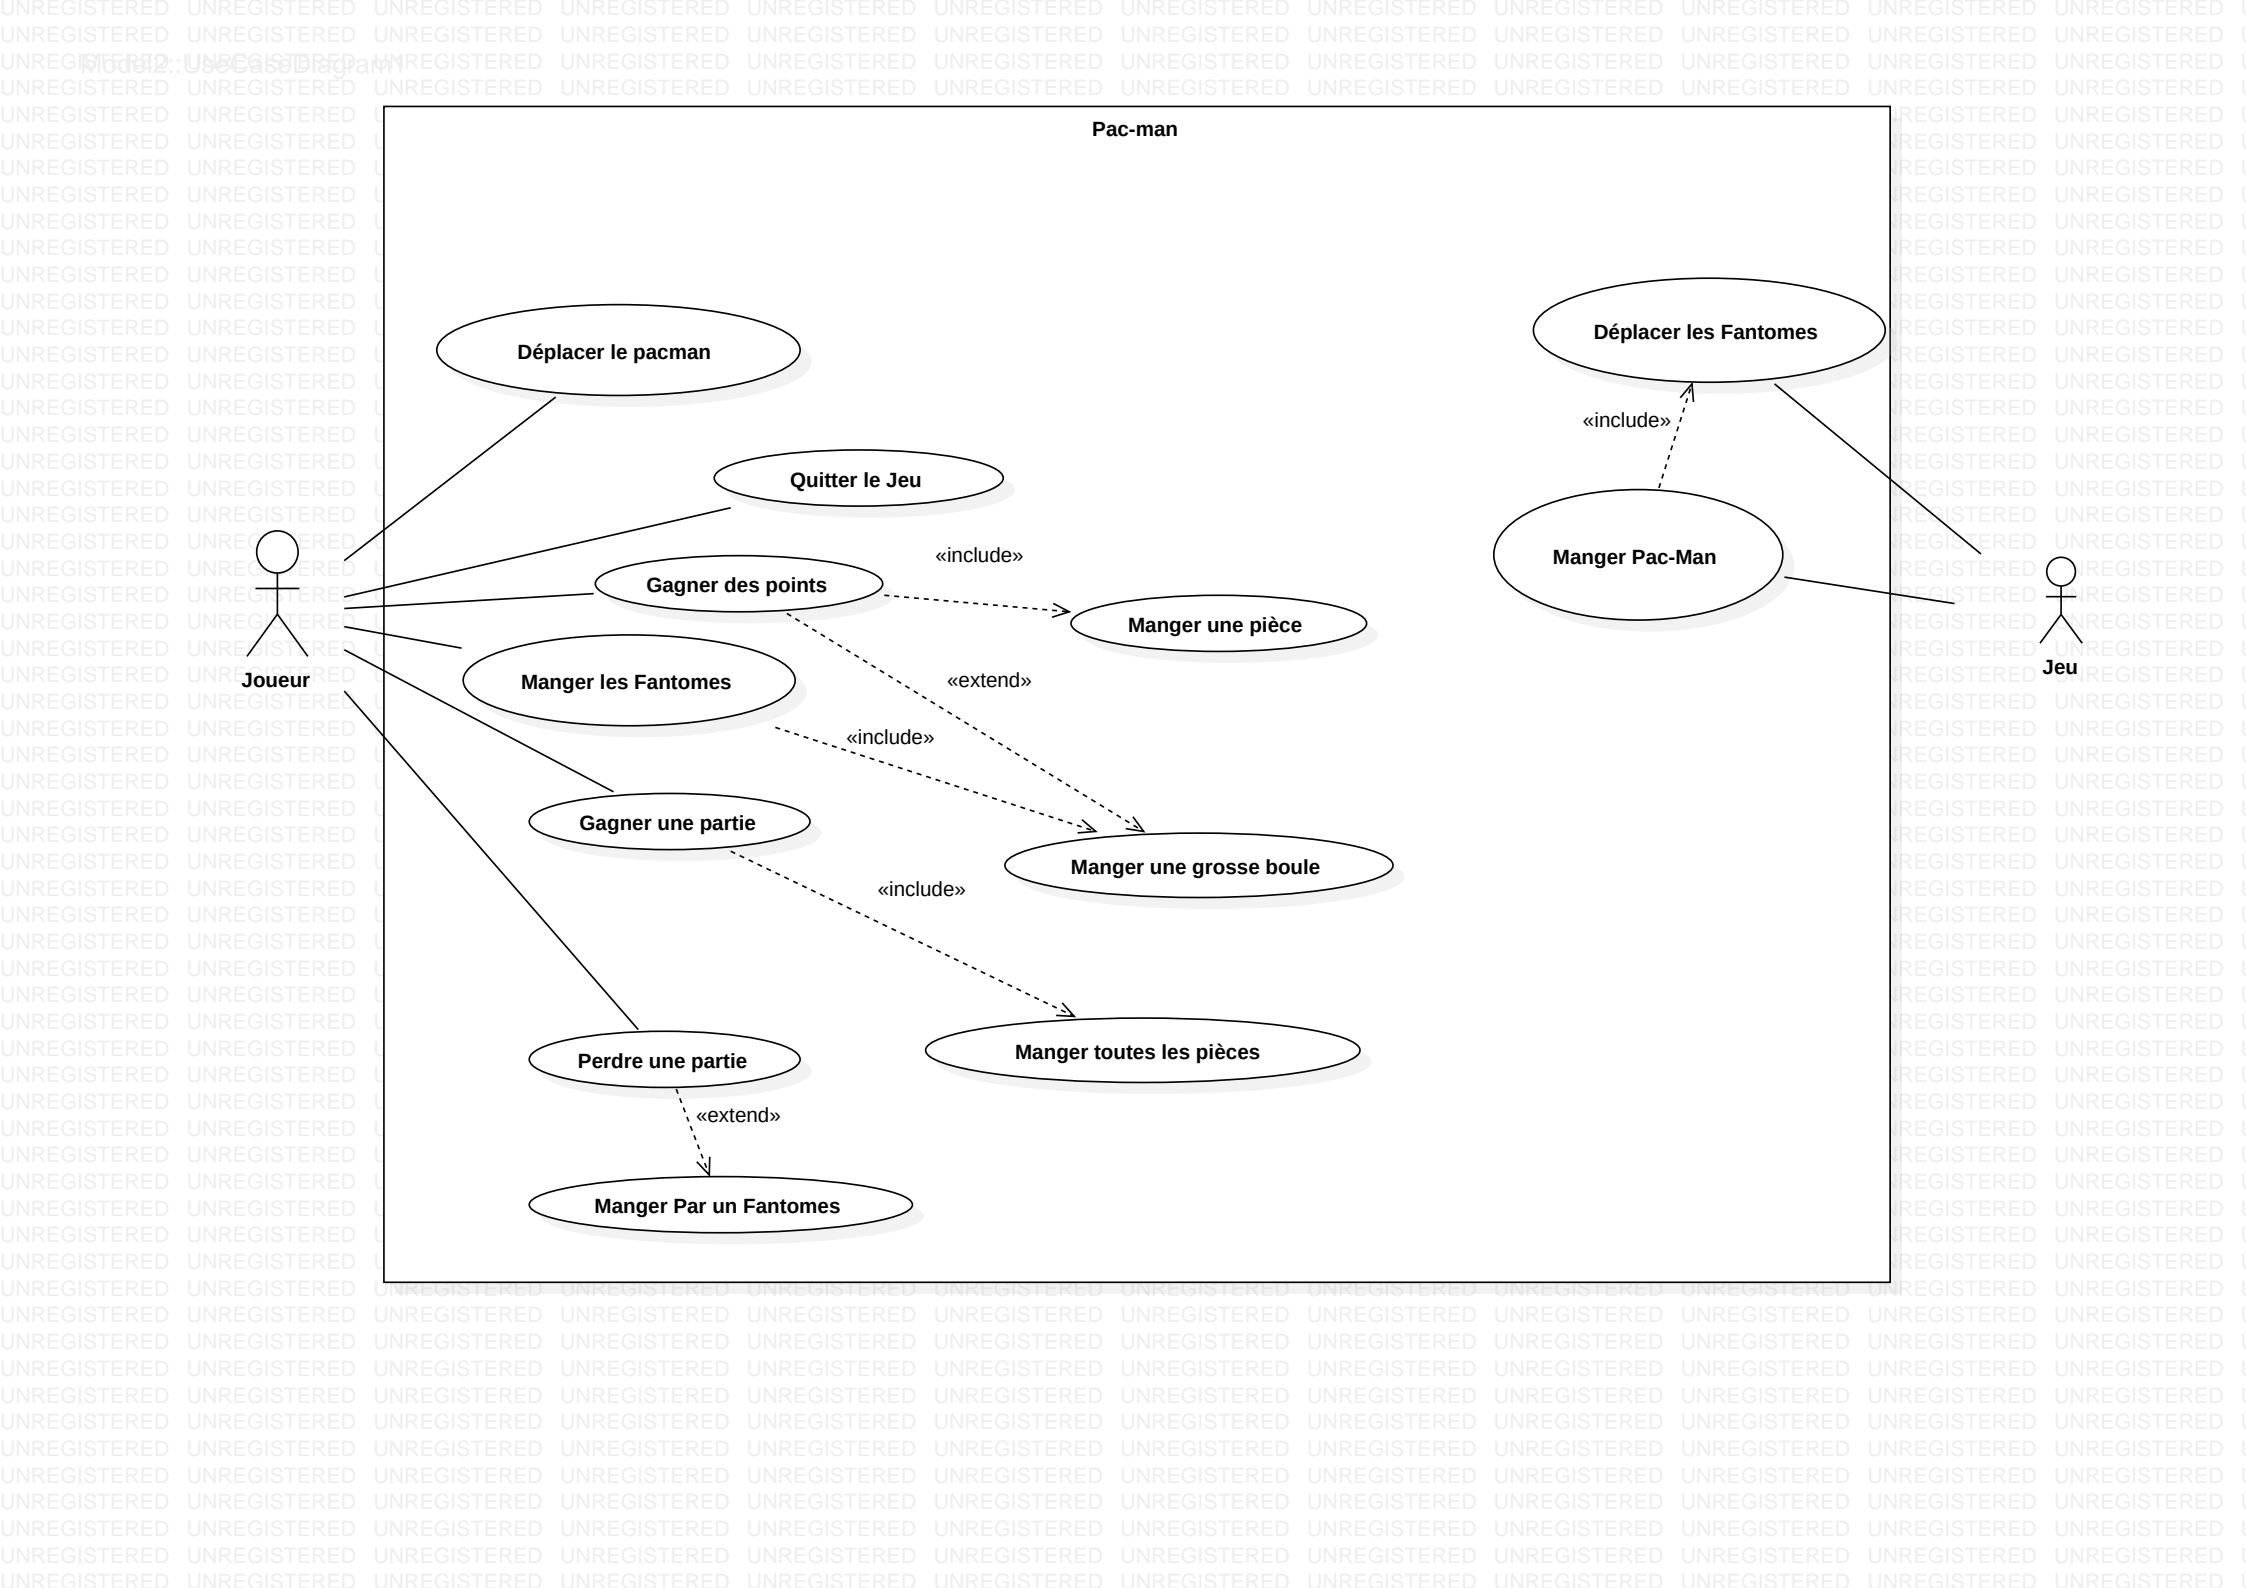 Model2::UseCaseDiagram1
Pac-man
Déplacer le pacman
Déplacer les Fantomes
«include»
Quitter le Jeu
Gagner des points
«include»
Manger Pac-Man
Manger une pièce
Joueur
Jeu
Manger les Fantomes
«extend»
«include»
Gagner une partie
Manger une grosse boule
«include»
Perdre une partie
Manger toutes les pièces
«extend»
Manger Par un Fantomes
UNREGISTERED